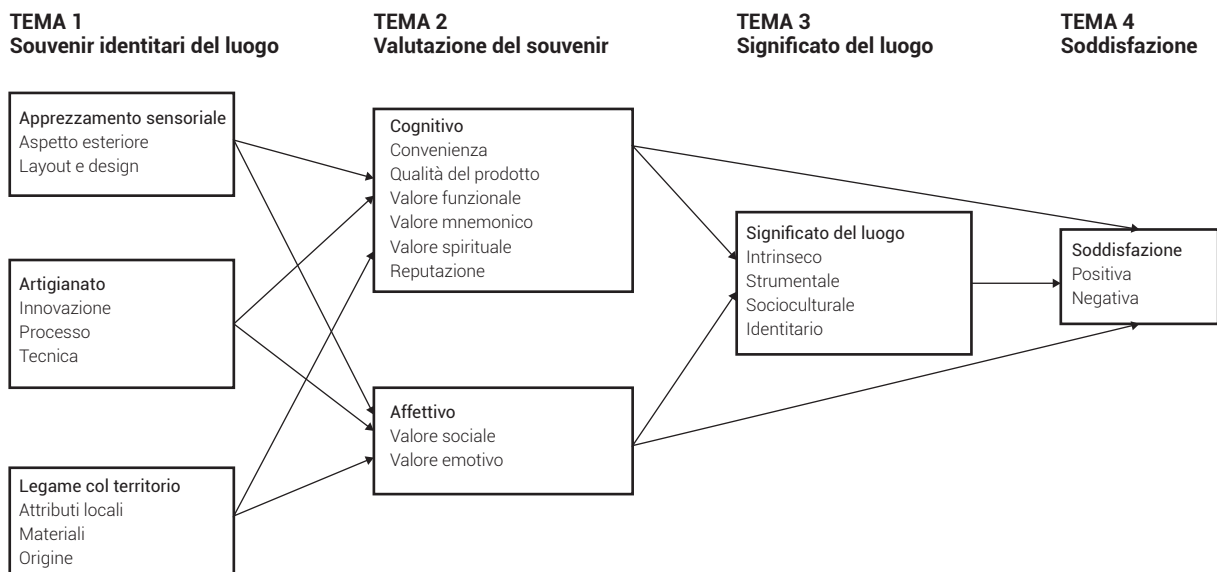 TEMA 1
Souvenir identitari del luogo
TEMA 2
Valutazione del souvenir
TEMA 3
Significato del luogo
TEMA 4
Soddisfazione
Apprezzamento sensoriale
Aspetto esteriore
Layout e design
Artigianato
Innovazione
Processo
Tecnica
Legame col territorio
Attributi locali
Materiali
Origine
Cognitivo
Convenienza
Qualità del prodotto
Valore funzionale
Valore mnemonico
Valore spirituale
Reputazione
Affettivo
Valore sociale
Valore emotivo
Significato del luogo
Intrinseco
Strumentale
Socioculturale
Identitario
Soddisfazione
Positiva
Negativa